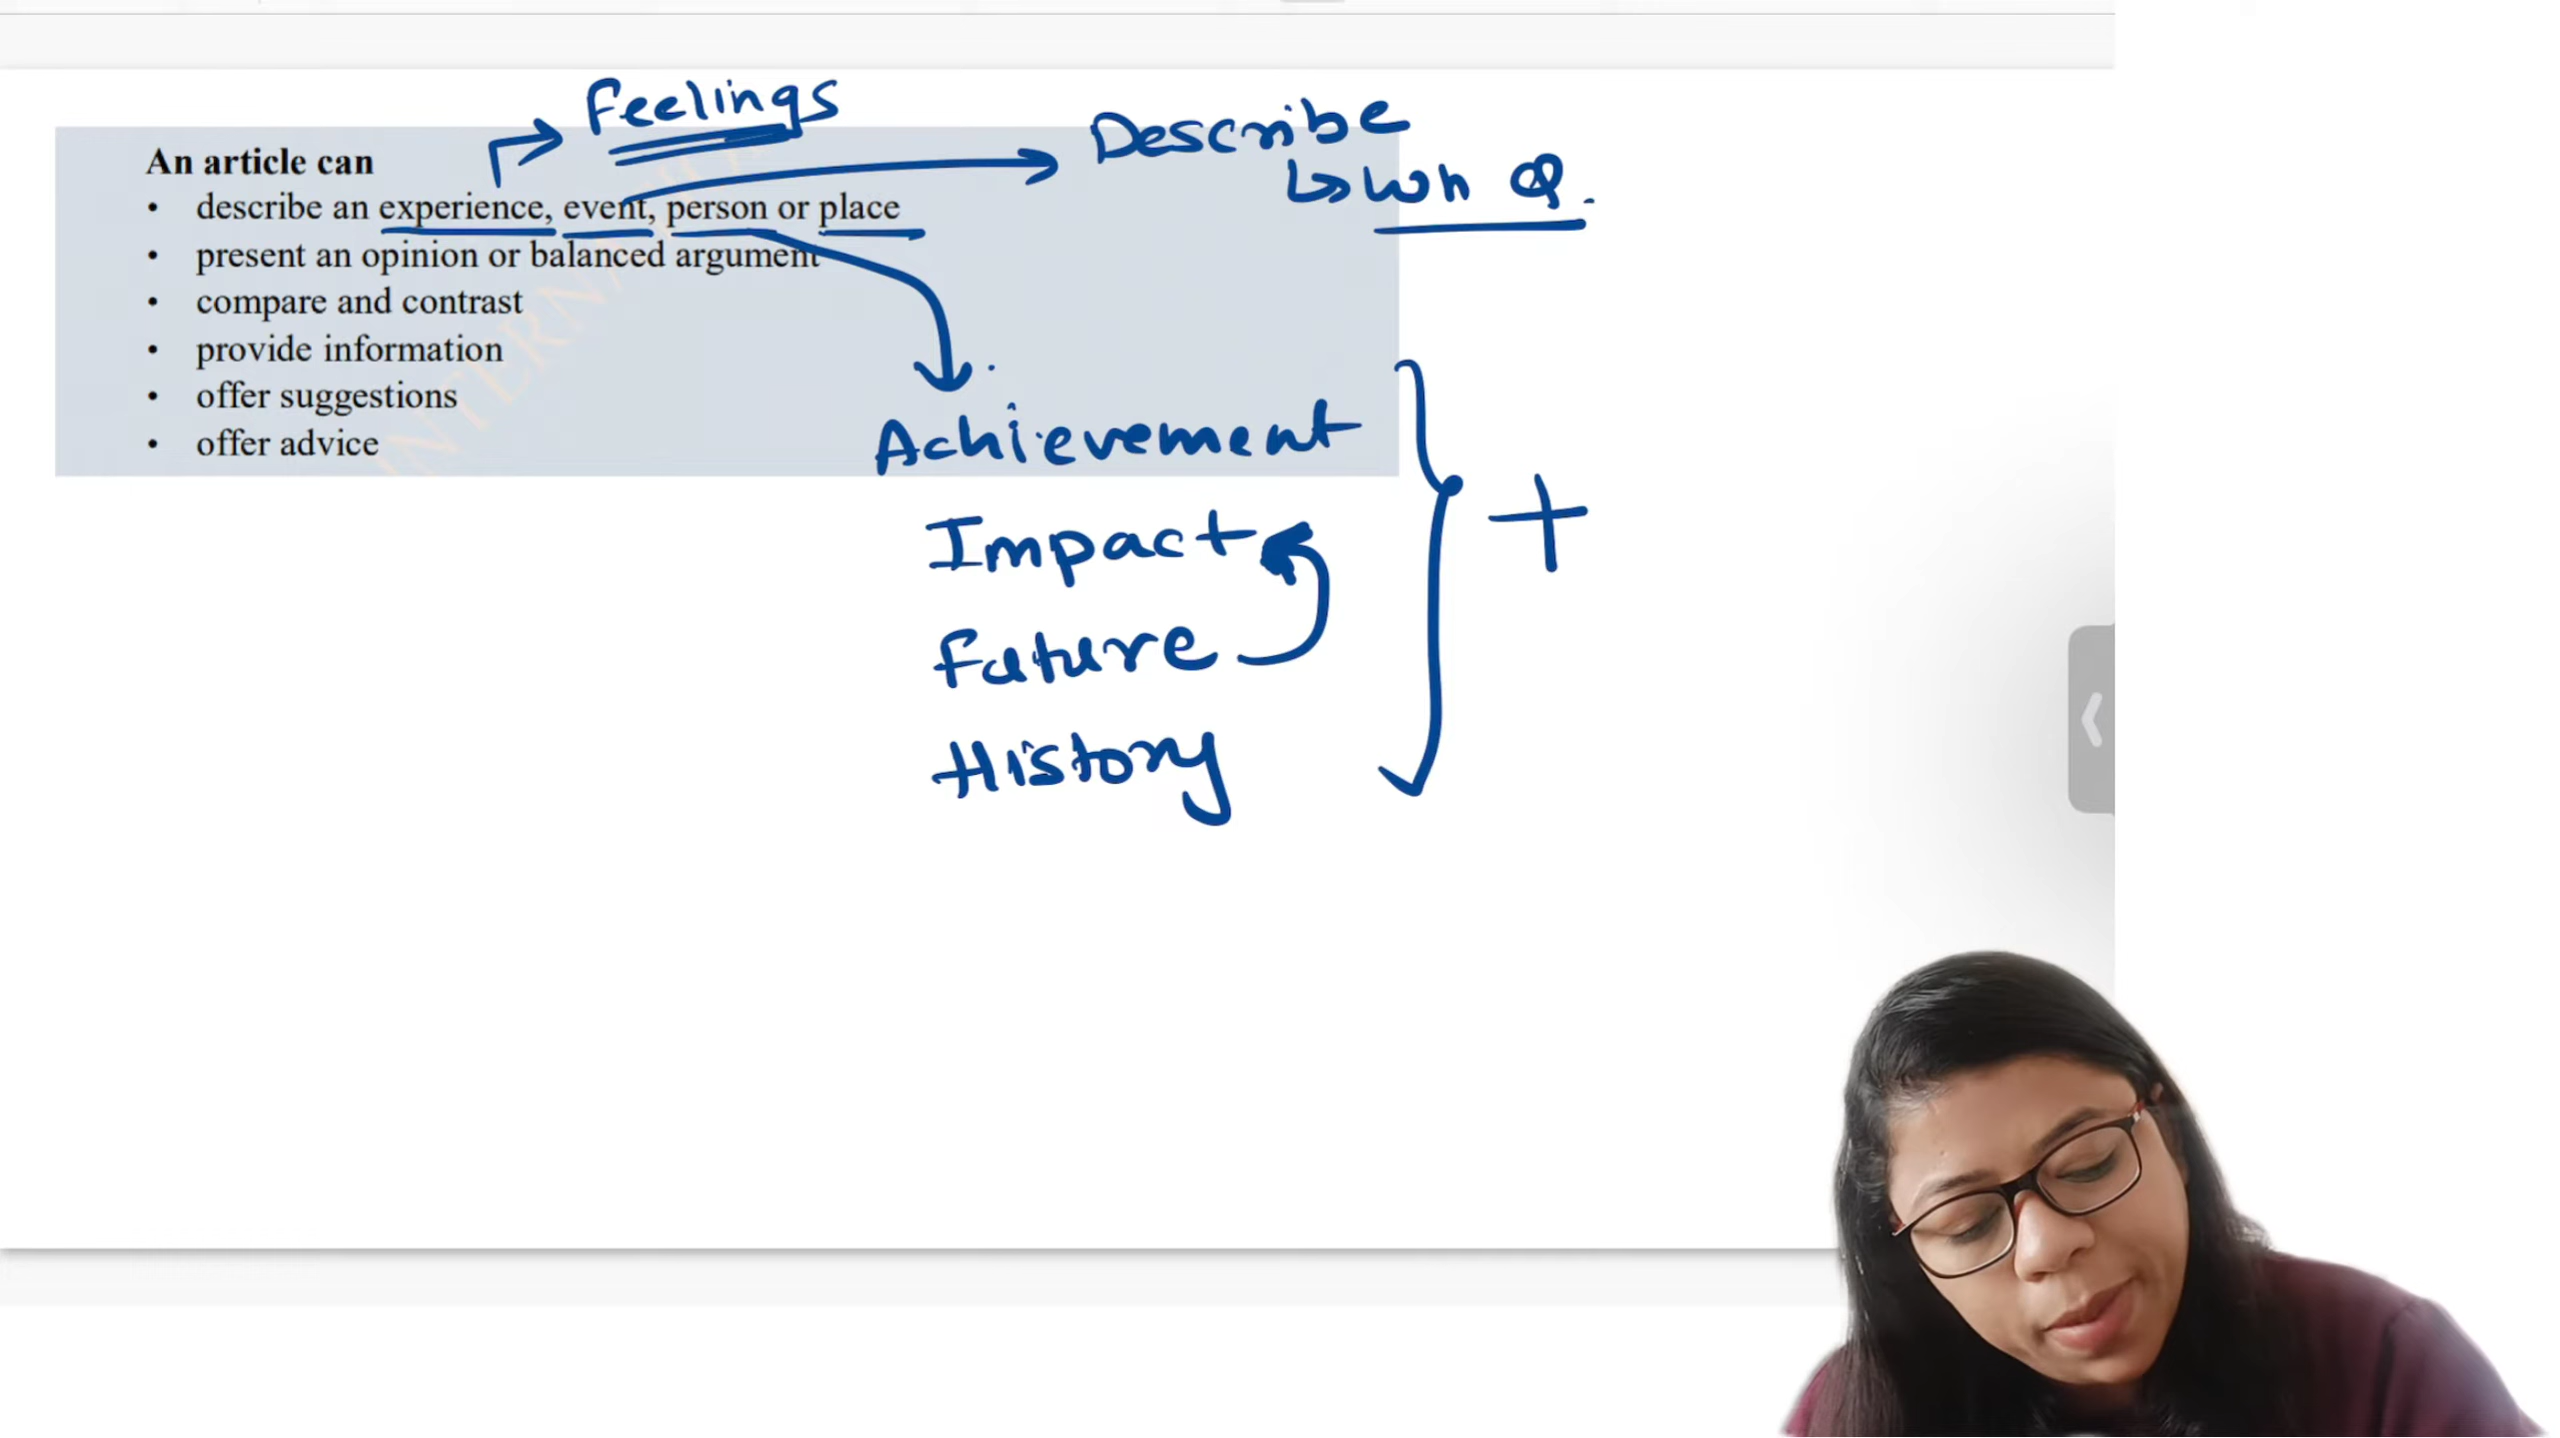 Feelings
Describe
Wh Q.
An article can
• describe an experience, event, person or place
• present an opinion or balanced argument
• compare and contrast
• provide information
• offer suggestions
• offer advice
Achievement
Impact
Future
History
+